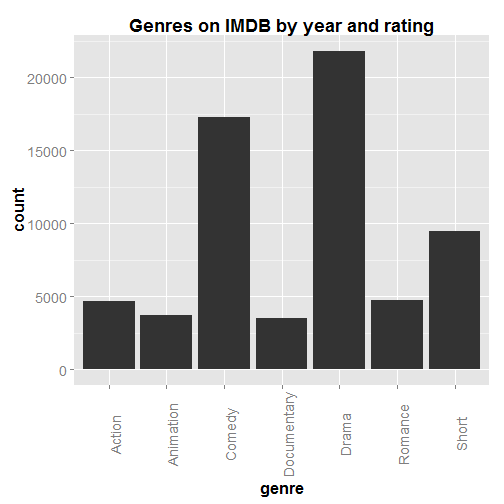 Genres on IMDB by year and rating
count
20000
15000
10000
5000
0
Action
Animation
Comedy
Documentary
Drama
Romance
Short
genre